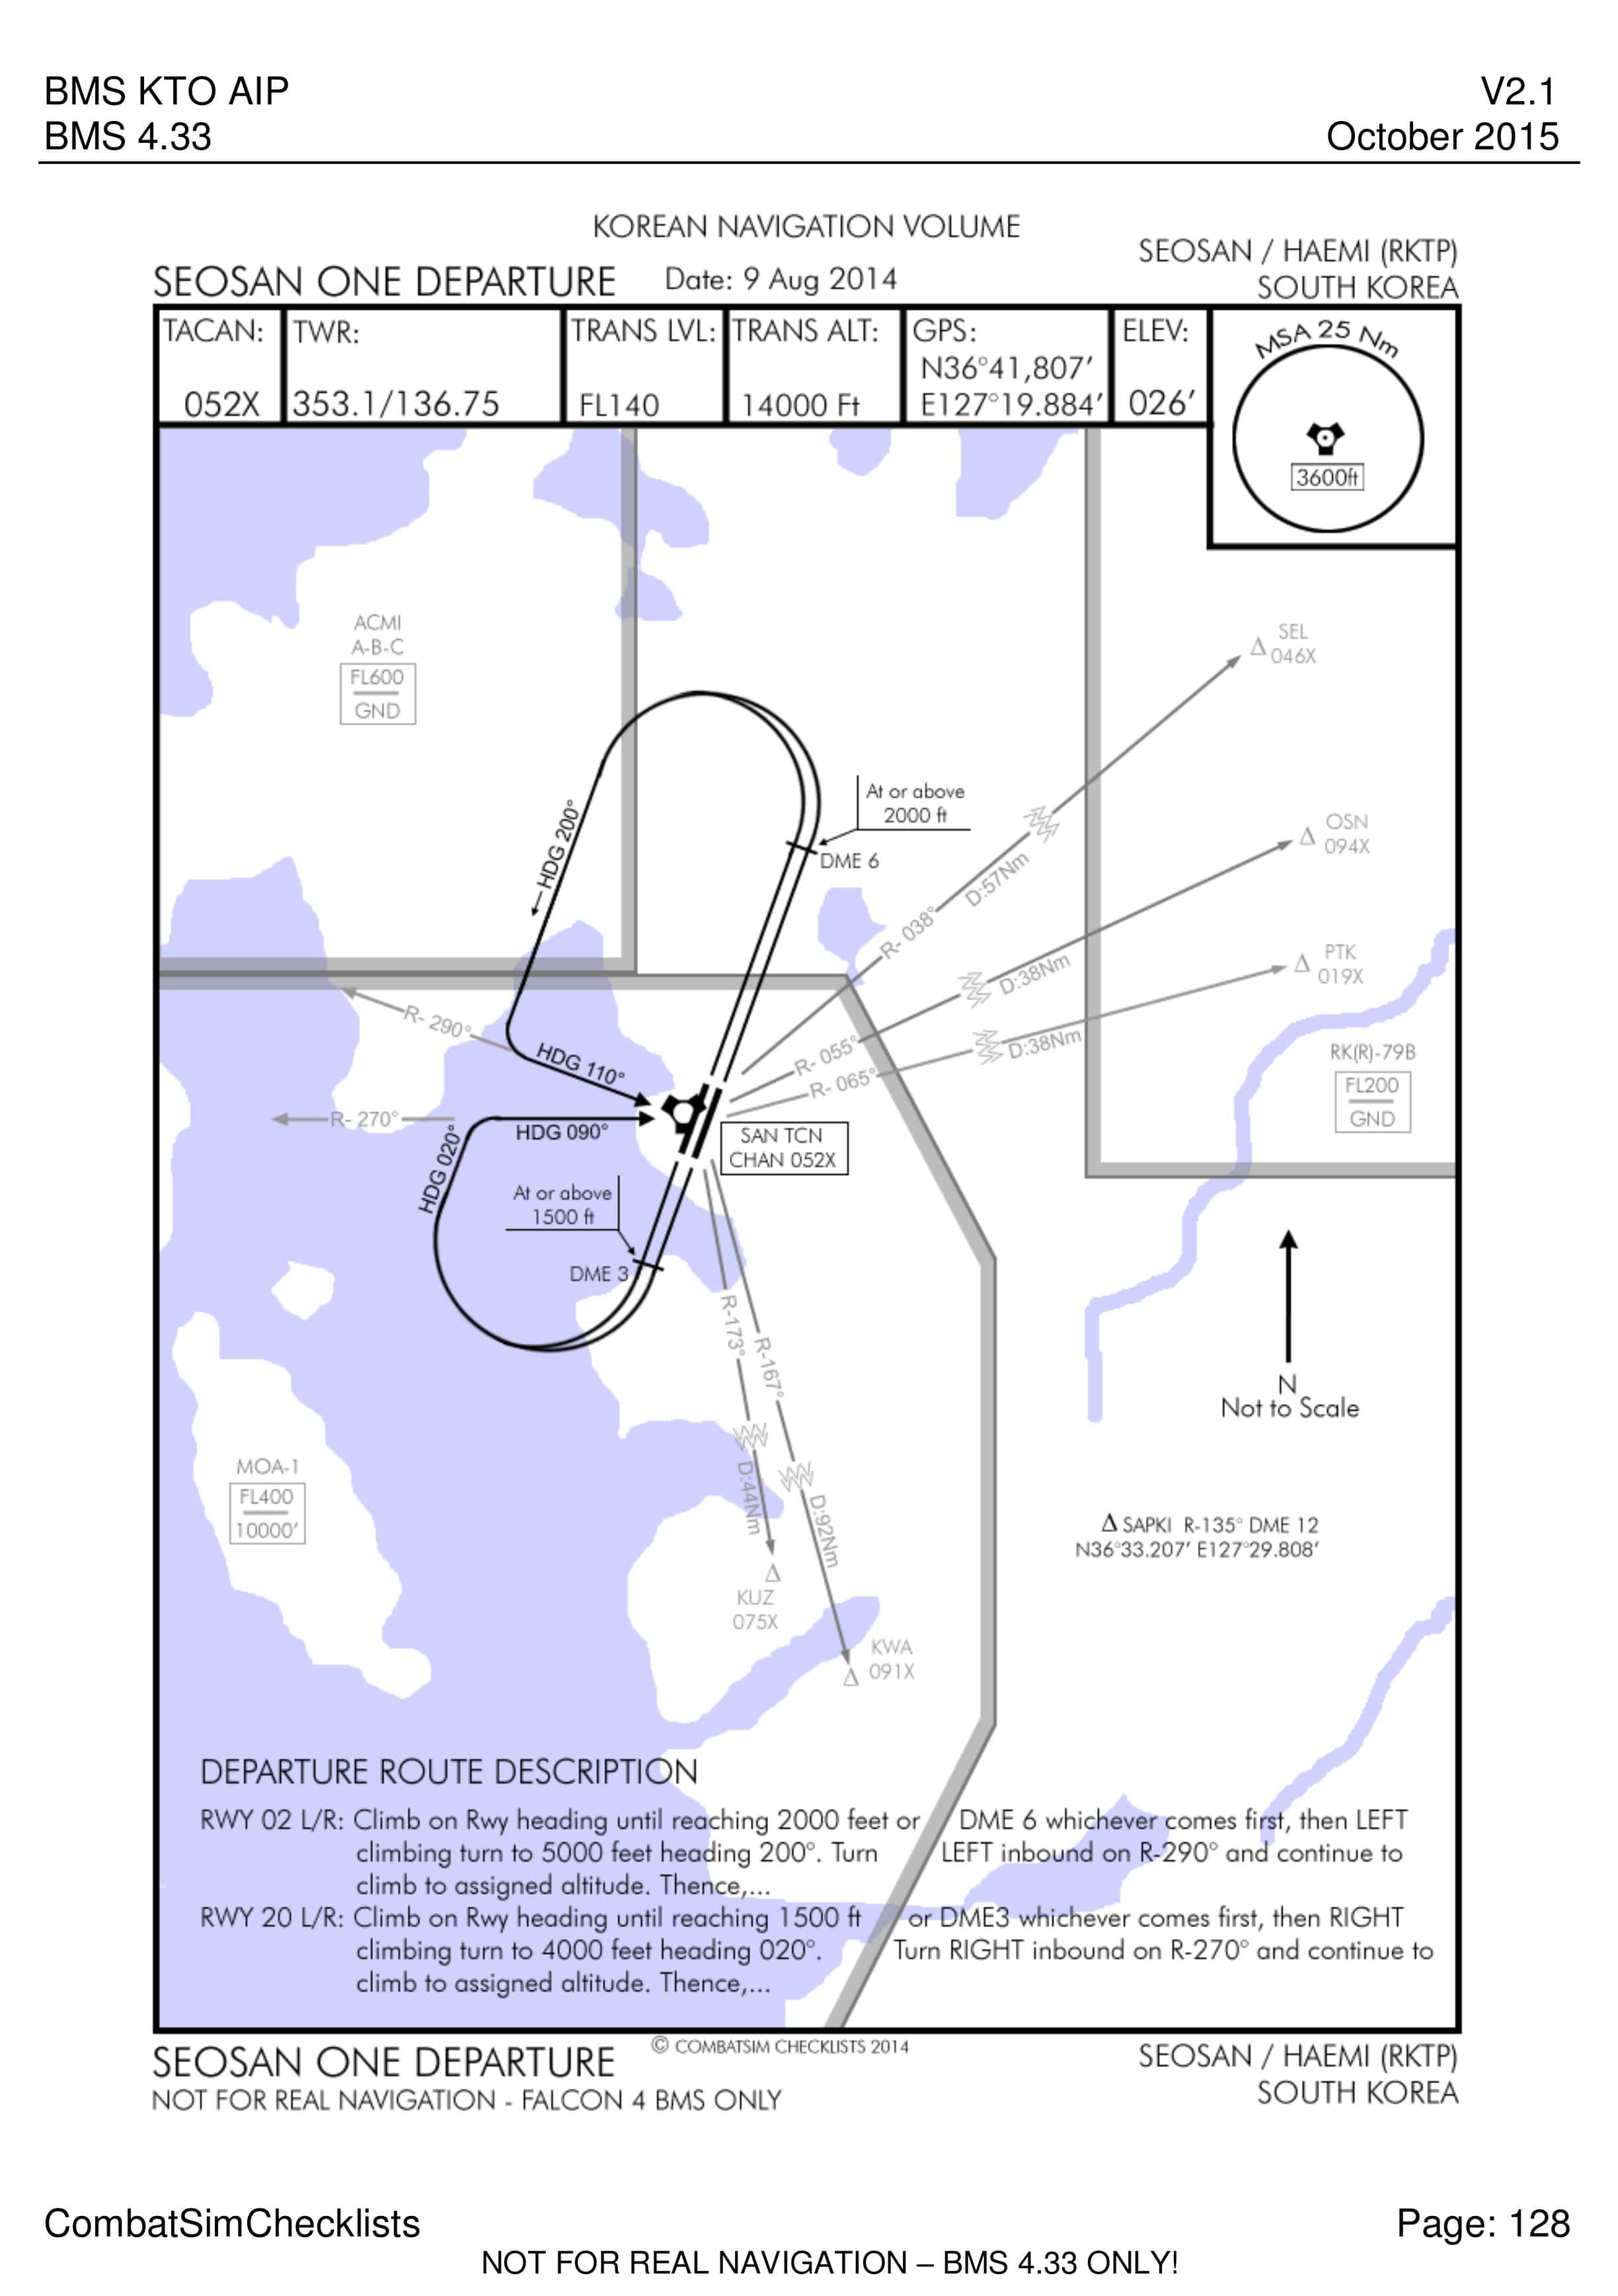 BMS KTO AIP V2.1
BMS 4.33 October 2015
KOREAN NAVIGATION VOLUME
SEOSAN ONE DEPARTURE Date: 9 Aug 2014
SEOSAN / HAEMI (RKTP)
SOUTH KOREA
TACAN:
052X
TWR:
353.1/136.75
TRANS LVL:
FL140
TRANS ALT:
14000 Ft
GPS:
N36°41,807′
E127°19.884′
ELEV:
026′
MSA 25 Nm
3600ft
ACMI
A-B-C
FL600
GND
SEL
046X
HDG 200°
At or above
2000 ft
DME 6
OSN
094X
R- 038°
D:57Nm
PTK
019X
R- 055°
D:38Nm
R- 065°
D:38Nm
R- 290°
HDG 110°
RK(R)-79B
FL200
GND
R- 270°
HDG 090°
HDG 020°
SAN TCN
CHAN 052X
At or above
1500 ft
DME 3
R-173°
R-167°
N
Not to Scale
D:44Nm
D:92Nm
MOA-1
FL400
10000′
Δ SAPKI R-135° DME 12
N36°33.207′ E127°29.808′
KUZ
075X
KWA
091X
DEPARTURE ROUTE DESCRIPTION
RWY 02 L/R: Climb on Rwy heading until reaching 2000 feet or DME 6 whichever comes first, then LEFT
climbing turn to 5000 feet heading 200°. Turn LEFT inbound on R-290° and continue to
climb to assigned altitude. Thence,...
RWY 20 L/R: Climb on Rwy heading until reaching 1500 ft or DME3 whichever comes first, then RIGHT
climbing turn to 4000 feet heading 020°. Turn RIGHT inbound on R-270° and continue to
climb to assigned altitude. Thence,...
SEOSAN ONE DEPARTURE
© COMBATSIM CHECKLISTS 2014
SEOSAN / HAEMI (RKTP)
NOT FOR REAL NAVIGATION - FALCON 4 BMS ONLY
SOUTH KOREA
CombatSimChecklists Page: 128
NOT FOR REAL NAVIGATION – BMS 4.33 ONLY!